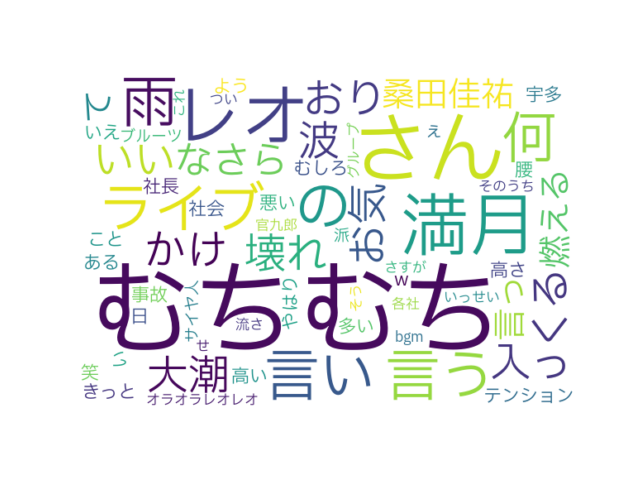 雨
レオ
おり
桑田佳祐
宇多
よう
つい
これ
て
いえ
ブルーツ
いい
なさら
波
むしろ
グループ
さん
え
何
腰
そのうち
社長
社会
ライブ
悪い
官九郎
の
派
お気
満月
燃える
こと
ある
かけ
壊れ
さすが
w
高さ
言っ
くる
むちむち
事故
日
サイヤ人
流さ
やはり
そう
多い
各社
bgm
いっせい
笑
い
大潮
高い
せ
言い
言う
入っ
きっと
オラオラレオレオ
テンション